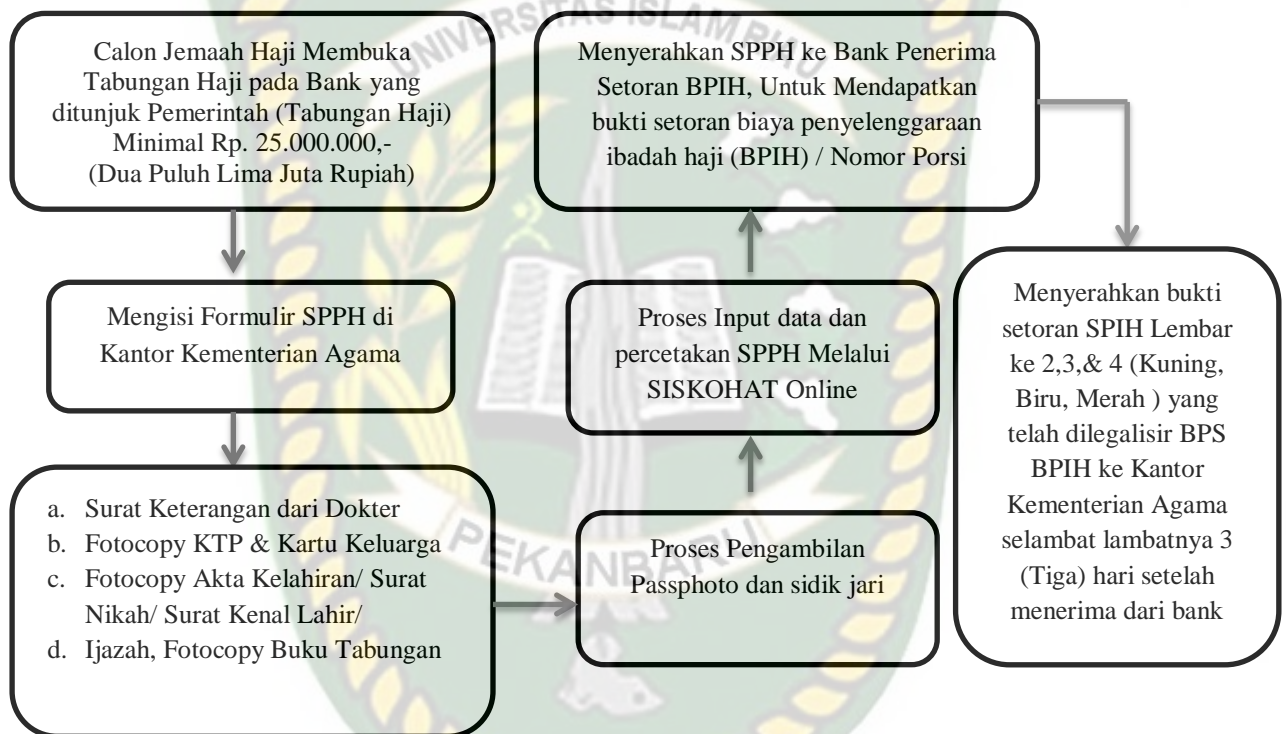 Calon Jemaah Haji Membuka
Tabungan Haji pada Bank yang
ditunjuk Pemerintah (Tabungan Haji)
Minimal Rp. 25.000.000,-
(Dua Puluh Lima Juta Rupiah)
Mengisi Formulir SPPH di
Kantor Kementerian Agama
a. Surat Keterangan dari Dokter
b. Fotocopy KTP & Kartu Keluarga
c. Fotocopy Akta Kelahiran/ Surat
Nikah/ Surat Kenal Lahir/
d. Ijazah, Fotocopy Buku Tabungan
Proses Pengambilan
Passphoto dan sidik jari
Proses Input data dan
percetakan SPPH Melalui
SISKOHAT Online
Menyerahkan SPPH ke Bank Penerima
Setoran BPIH, Untuk Mendapatkan
bukti setoran biaya penyelenggaraan
ibadah haji (BPIH) / Nomor Porsi
Menyerahkan bukti
setoran SPIH Lembar
ke 2,3,& 4 (Kuning,
Biru, Merah ) yang
telah dilegalisir BPS
BPIH ke Kantor
Kementerian Agama
selambat lambatnya 3
(Tiga) hari setelah
menerima dari bank
UNIVERSITAS ISLAM RIAU
PEKANBARU